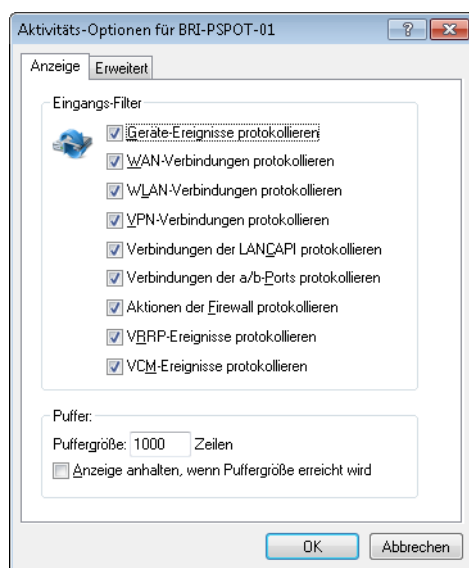 Aktivitäts-Optionen für BRI-PSPOT-01
Anzeige
Erweitert
Eingangs-Filter
Geräte-Ereignisse protokollieren
WAN-Verbindungen protokollieren
WLAN-Verbindungen protokollieren
VPN-Verbindungen protokollieren
Verbindungen der LANCAPI protokollieren
Verbindungen der a/b-Ports protokollieren
Aktionen der Firewall protokollieren
VRRP-Ereignisse protokollieren
VCM-Ereignisse protokollieren
Puffer:
Puffergröße: 1000 Zeilen
Anzeige anhalten, wenn Puffergröße erreicht wird
OK
Abbrechen